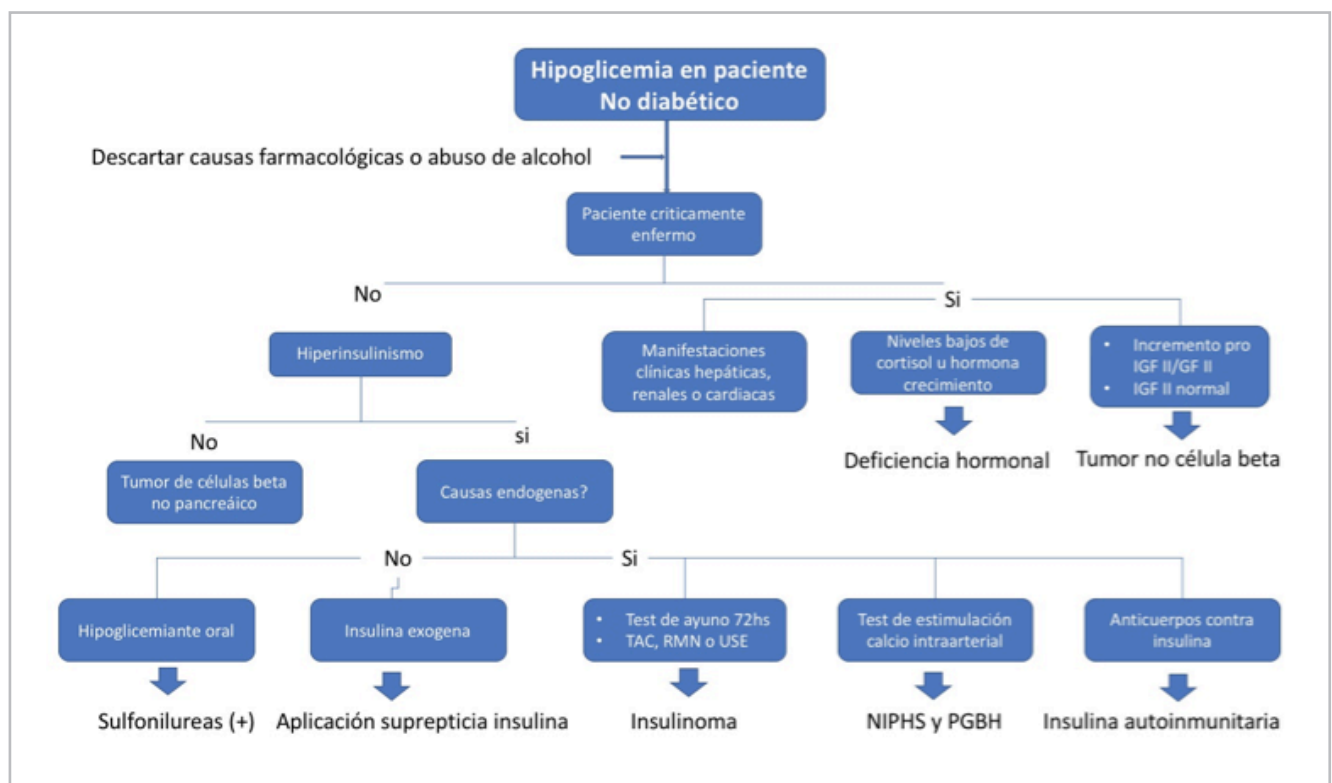 Hipoglicemia en paciente
No diabético
Descartar causas farmacológicas o abuso de alcohol
Paciente criticamente
enfermo
No
Si
Hiperinsulinismo
Manifestaciones
clínicas hepáticas,
renales o cardiacas
Niveles bajos de
cortisol u hormona
crecimiento
• Incremento pro
IGF II/GF II
• IGF II normal
Deficiencia hormonal
Tumor no célula beta
No
si
Tumor de células beta
no pancreáico
Causas endogenas?
No
Si
Hipoglicemiante oral
Insulina exogena
• Test de ayuno 72hs
• TAC, RMN o USE
Test de estimulación
calcio intraarterial
Anticuerpos contra
insulina
Sulfonilureas (+)
Aplicación suprepticia insulina
Insulinoma
NIPHS y PGBH
Insulina autoinmunitaria